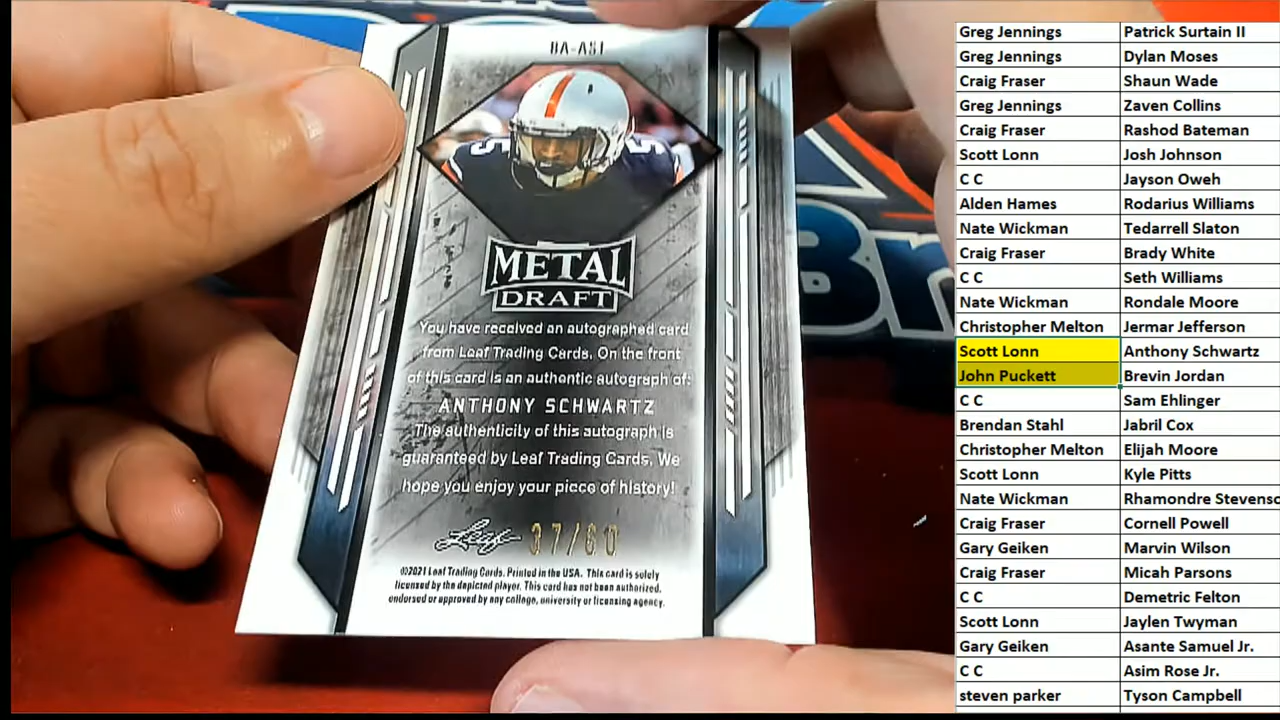 BA-AS1
5
5
METAL
DRAFT
You have received an autographed card
from Leaf Trading Cards. On the front
of this card is an authentic autograph of:
ANTHONY SCHWARTZ
The authenticity of this autograph is
guaranteed by Leaf Trading Cards. We
hope you enjoy your piece of history!
Leaf 37/60
©2021 Leaf Trading Cards. Printed in the USA. This card is solely
licensed by the depicted player. This card has not been authorized,
endorsed or approved by any college, university or licensing agency.
Greg Jennings Patrick Surtain II
Greg Jennings Dylan Moses
Craig Fraser Shaun Wade
Greg Jennings Zaven Collins
Craig Fraser Rashod Bateman
Scott Lonn Josh Johnson
C C Jayson Oweh
Alden Hames Rodarius Williams
Nate Wickman Tedarrell Slaton
Craig Fraser Brady White
C C Seth Williams
Nate Wickman Rondale Moore
Christopher Melton Jermar Jefferson
Scott Lonn Anthony Schwartz
John Puckett Brevin Jordan
C C Sam Ehlinger
Brendan Stahl Jabril Cox
Christopher Melton Elijah Moore
Scott Lonn Kyle Pitts
Nate Wickman Rhamondre Stevenso
Craig Fraser Cornell Powell
Gary Geiken Marvin Wilson
Craig Fraser Micah Parsons
C C Demetric Felton
Scott Lonn Jaylen Twyman
Gary Geiken Asante Samuel Jr.
C C Asim Rose Jr.
steven parker Tyson Campbell